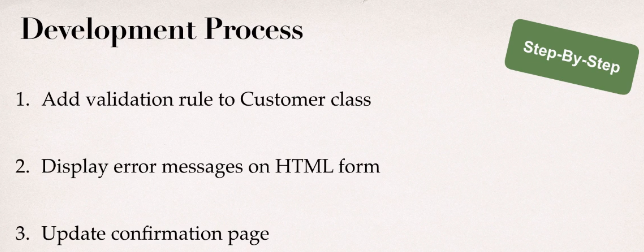 Development Process
Step-By-Step
1. Add validation rule to Customer class
2. Display error messages on HTML form
3. Update confirmation page